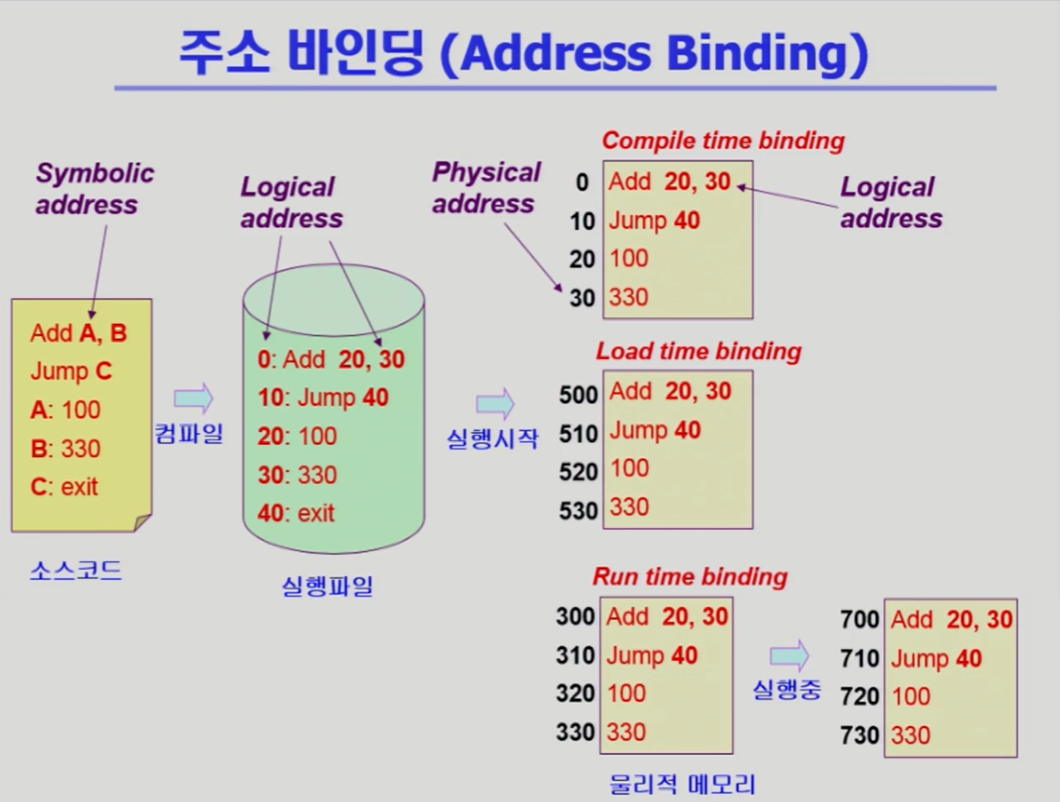 주소 바인딩 (Address Binding)
Symbolic
address
Add A, B
Jump C
A: 100
B: 330
C: exit
소스코드
컴파일
Logical
address
0: Add 20, 30
10: Jump 40
20: 100
30: 330
40: exit
실행파일
실행시작
Physical
address
Compile time binding
0 Add 20, 30
10 Jump 40
20 100
30 330
Logical
address
Load time binding
500 Add 20, 30
510 Jump 40
520 100
530 330
Run time binding
300 Add 20, 30
310 Jump 40
320 100
330 330
실행중
700 Add 20, 30
710 Jump 40
720 100
730 330
물리적 메모리